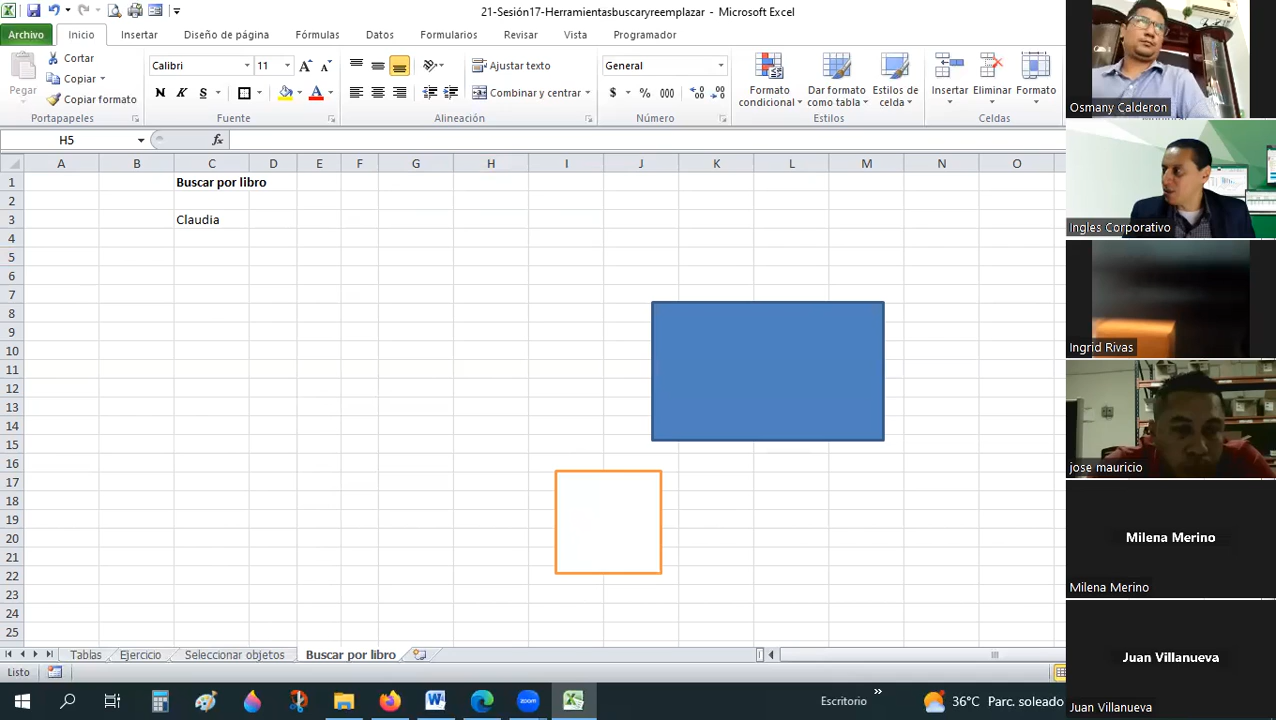 21-Sesión17-Herramientasbuscaryreemplazar - Microsoft Excel
Archivo Inicio Insertar Diseño de página Fórmulas Datos Formularios Revisar Vista Programador
Cortar
Copiar
Copiar formato
Pegar
Portapapeles
Calibri 11
N K S
Fuente
Ajustar texto
Combinar y centrar
Alineación
General
$ % 000
Número
Formato condicional
Dar formato como tabla
Estilos de celda
Estilos
Insertar Eliminar Formato
Celdas
H5 fx
A B C D E F G H I J K L M N O
1 Buscar por libro
2
3 Claudia
4
5
6
7
8
9
10
11
12
13
14
15
16
17
18
19
20
21
22
23
24
25
Tablas Ejercicio Seleccionar objetos Buscar por libro
Listo
Escritorio » 36°C Parc. soleado
Osmany Calderon
Ingles Corporativo
Ingrid Rivas
jose mauricio
Milena Merino
Milena Merino
Juan Villanueva
Juan Villanueva